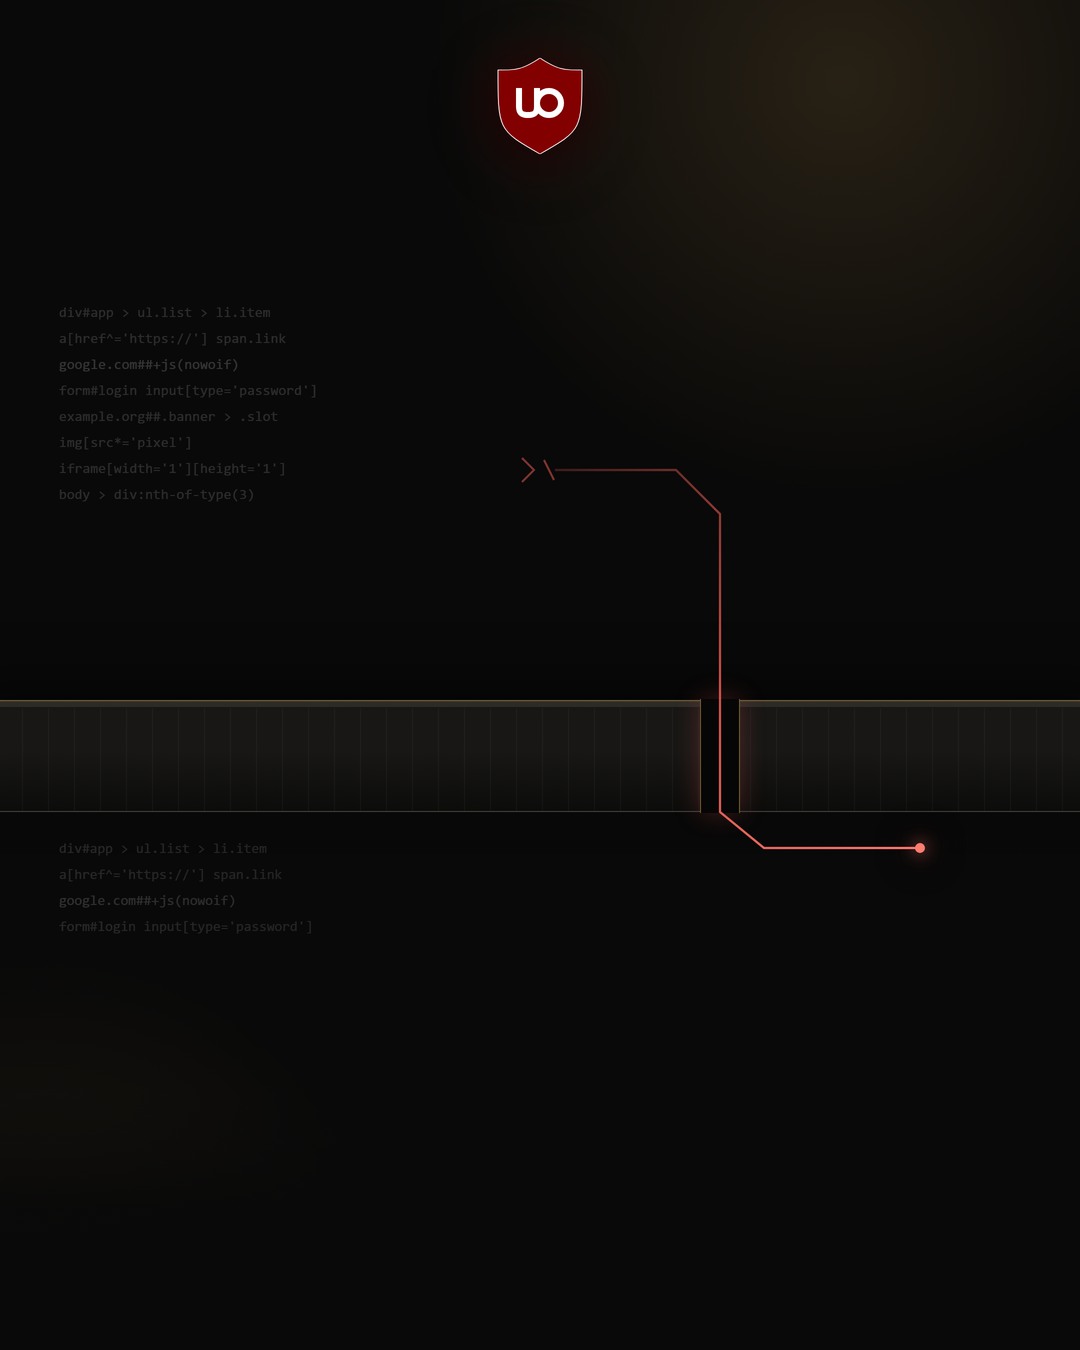 uo
div#app > ul.list > li.item
a[href^='https://'] span.link
google.com##+js(nowoif)
form#login input[type='password']
example.org##.banner > .slot
img[src*='pixel']
iframe[width='1'][height='1']
body > div:nth-of-type(3)
div#app > ul.list > li.item
a[href^='https://'] span.link
google.com##+js(nowoif)
form#login input[type='password']